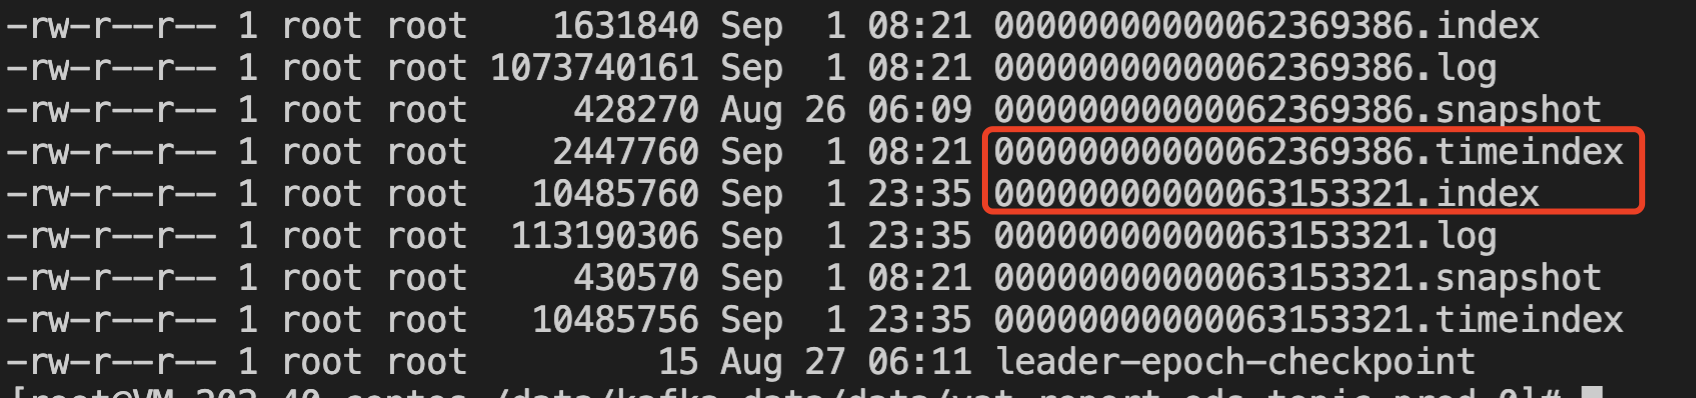 -rw-r--r-- 1 root root    1631840 Sep  1 08:21 00000000000062369386.index
-rw-r--r-- 1 root root 1073740161 Sep  1 08:21 00000000000062369386.log
-rw-r--r-- 1 root root     428270 Aug 26 06:09 00000000000062369386.snapshot
-rw-r--r-- 1 root root    2447760 Sep  1 08:21 00000000000062369386.timeindex
-rw-r--r-- 1 root root   10485760 Sep  1 23:35 00000000000063153321.index
-rw-r--r-- 1 root root  113190306 Sep  1 23:35 00000000000063153321.log
-rw-r--r-- 1 root root     430570 Sep  1 08:21 00000000000063153321.snapshot
-rw-r--r-- 1 root root   10485756 Sep  1 23:35 00000000000063153321.timeindex
-rw-r--r-- 1 root root         15 Aug 27 06:11 leader-epoch-checkpoint